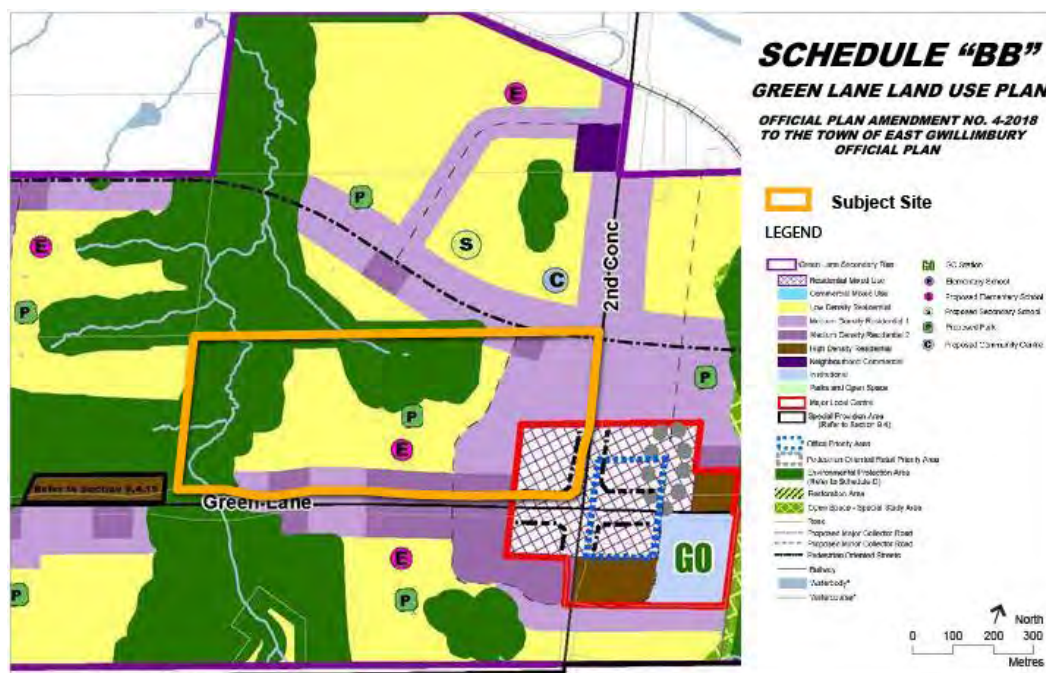 SCHEDULE “BB”
GREEN LANE LAND USE PLAN
OFFICIAL PLAN AMENDMENT NO. 4-2018
TO THE TOWN OF EAST GWILLIMBURY
OFFICIAL PLAN
Subject Site
LEGEND
Green Lane Secondary Plan
Residential Mixed Use
Commercial Mixed Use
Low Density Residential
Medium Density Residential 1
Medium Density Residential 2
High Density Residential
Neighbourhood Commercial
Institutional
Parks and Open Space
Major Local Centre
Special Provision Area
(Refer to Section 9.4)
Office Priority Area
Pedestrian Oriented Retail Priority Area
Environmental Protection Area
(Refer to Schedule D)
Restoration Area
Open Space - Special Study Area
Proposed Major Collector Road
Proposed Minor Collector Road
Pedestrian Oriented Streets
Railway
"Waterbody"
"Watercourse"
GO
GO Station
E
Elementary School
E
Proposed Elementary School
S
Proposed Secondary School
P
Proposed Park
C
Proposed Community Centre
North
0 100 200 300
Metres
E
P
E
S
C
2nd Conc
P
P
P
E
Green Lane
Refer to Section 9.4.15
E
P
P
GO